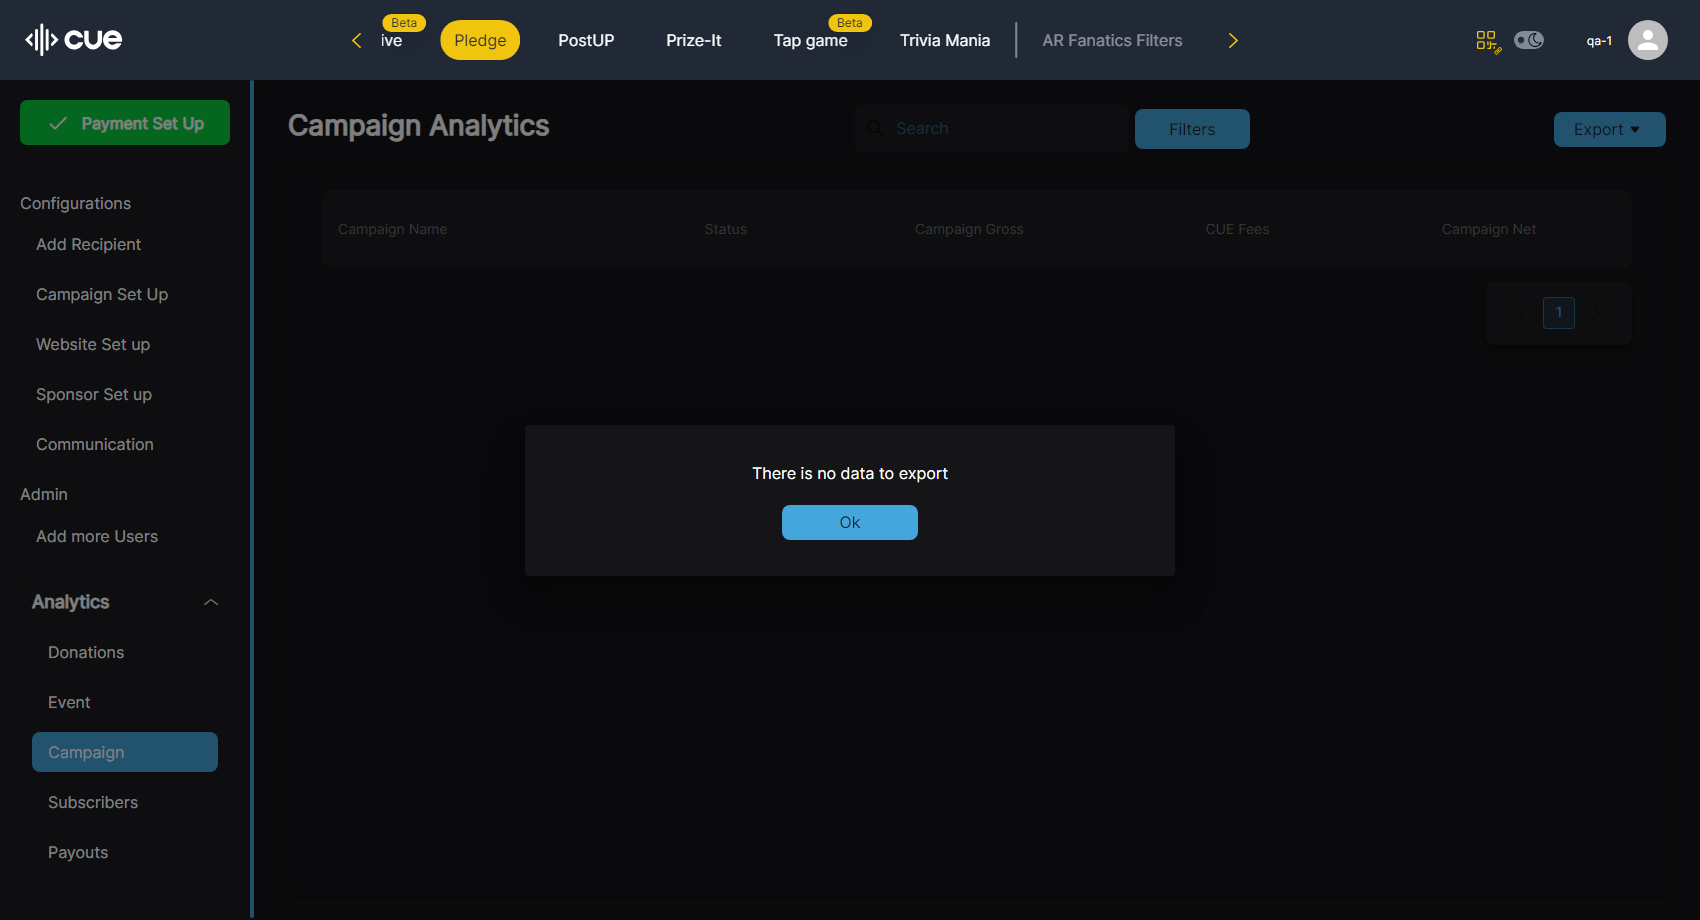 cue
Beta
ive
Pledge
PostUP
Prize-It
Beta
Tap game
Trivia Mania
AR Fanatics Filters
qa-1
Payment Set Up
Configurations
Add Recipient
Campaign Set Up
Website Set up
Sponsor Set up
Communication
Admin
Add more Users
Analytics
Donations
Event
Campaign
Subscribers
Payouts
Campaign Analytics
Search
Filters
Export
Campaign Name
Status
Campaign Gross
CUE Fees
Campaign Net
1
There is no data to export
Ok